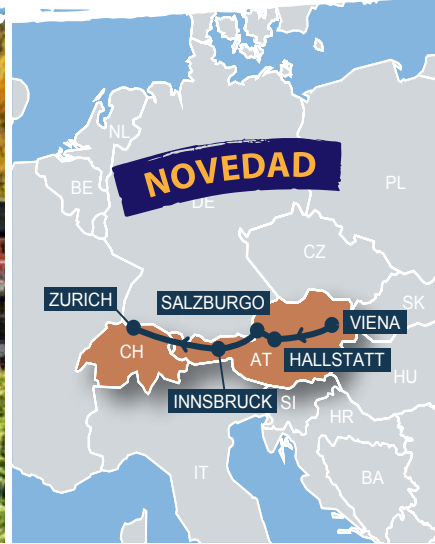 NL
NOVEDAD
BE
DE
PL
CZ
ZURICH
SALZBURGO
SK
VIENA
CH
AT
HALLSTATT
HU
INNSBRUCK
SI
HR
IT
BA